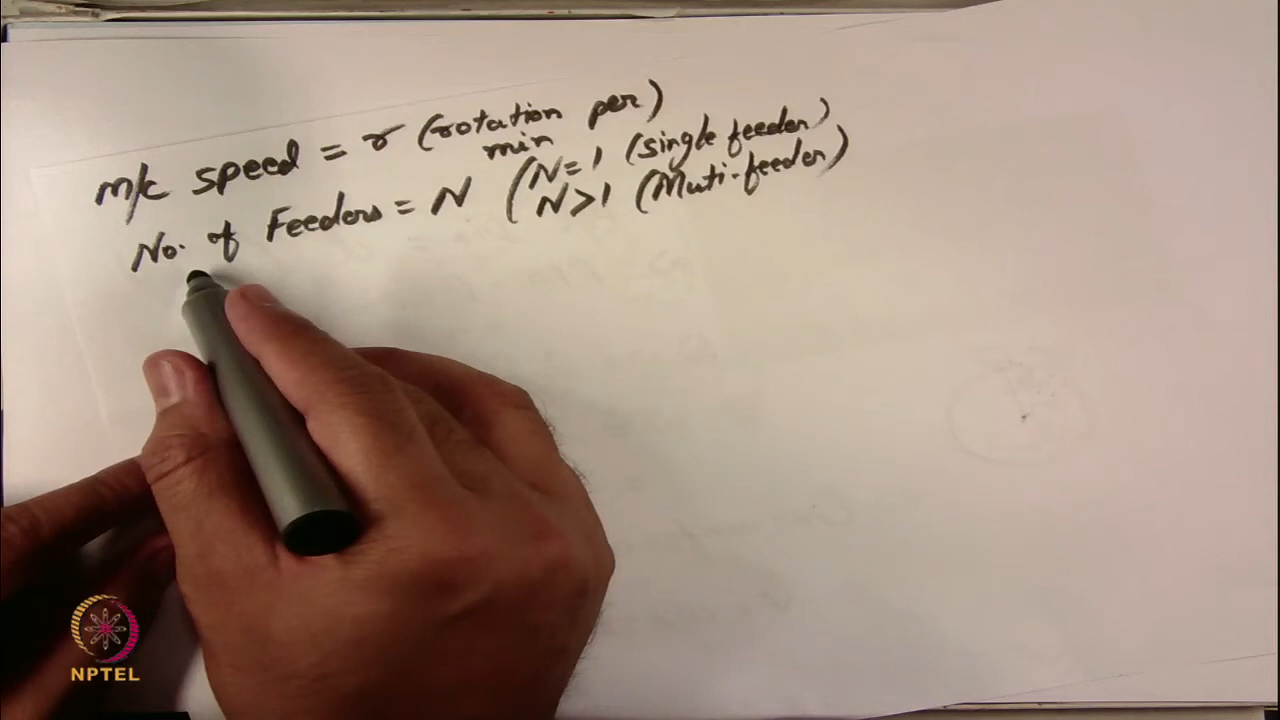 m/c speed = r (rotation per min)
No. of Feeders = N (N=1 (single feeder)
N>1 (Muti-feeder)
NPTEL